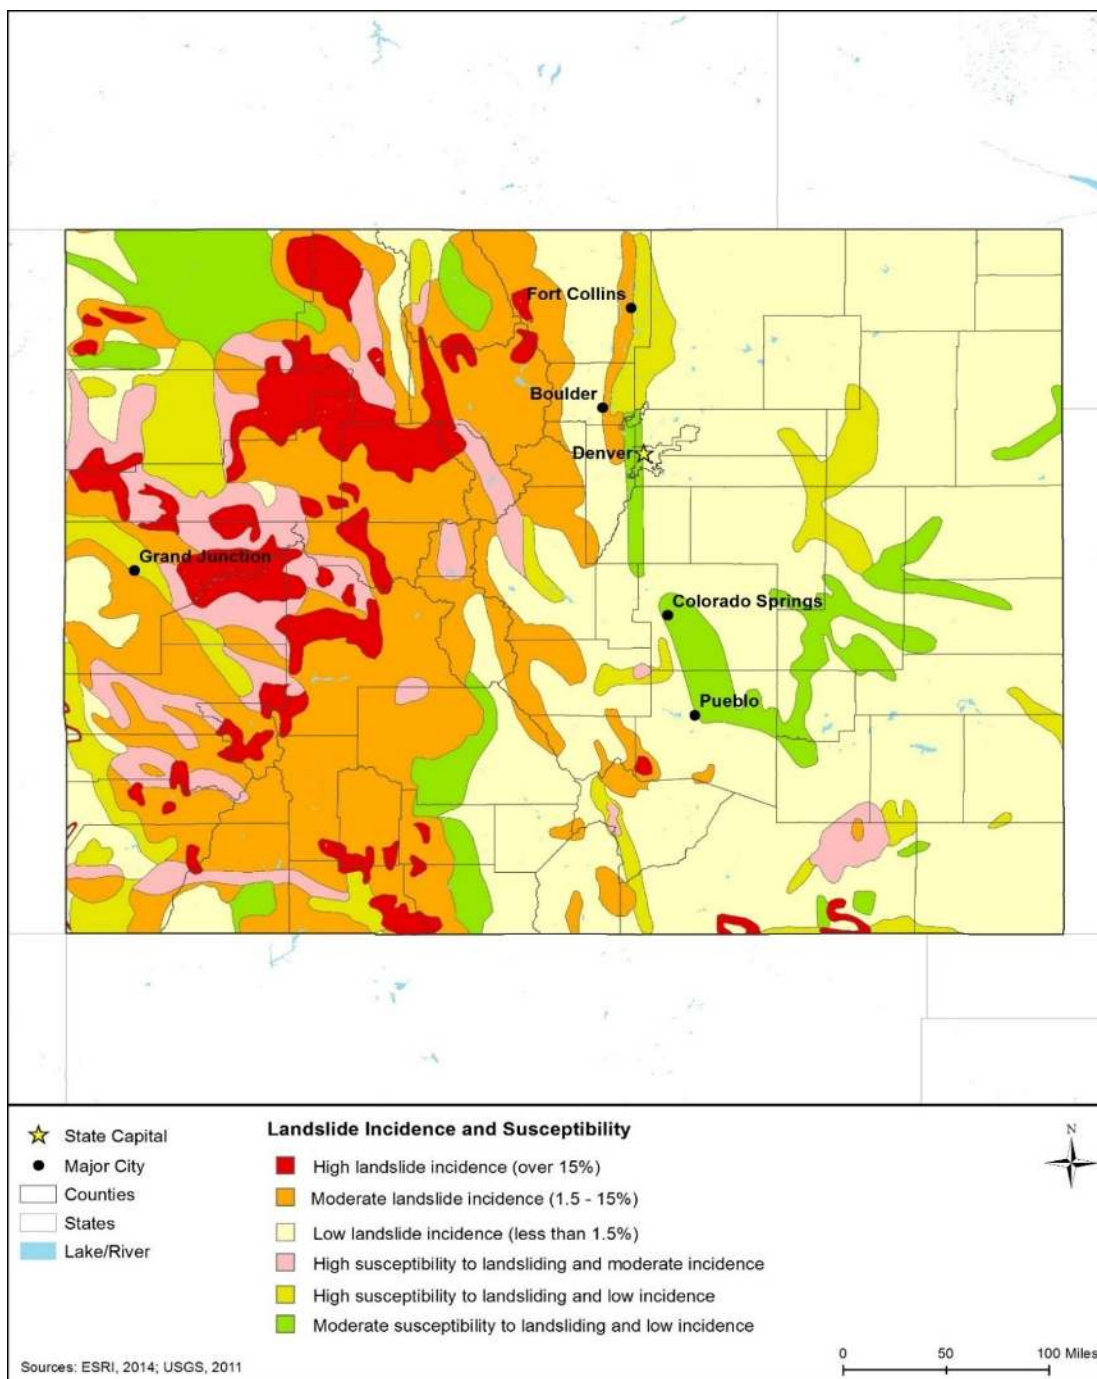 Fort Collins
Boulder
Denver
Grand Junction
Colorado Springs
Pueblo
State Capital
Major City
Counties
States
Lake/River
Landslide Incidence and Susceptibility
High landslide incidence (over 15%)
Moderate landslide incidence (1.5 - 15%)
Low landslide incidence (less than 1.5%)
High susceptibility to landsliding and moderate incidence
High susceptibility to landsliding and low incidence
Moderate susceptibility to landsliding and low incidence
N
Sources: ESRI, 2014; USGS, 2011
0 50 100 Miles